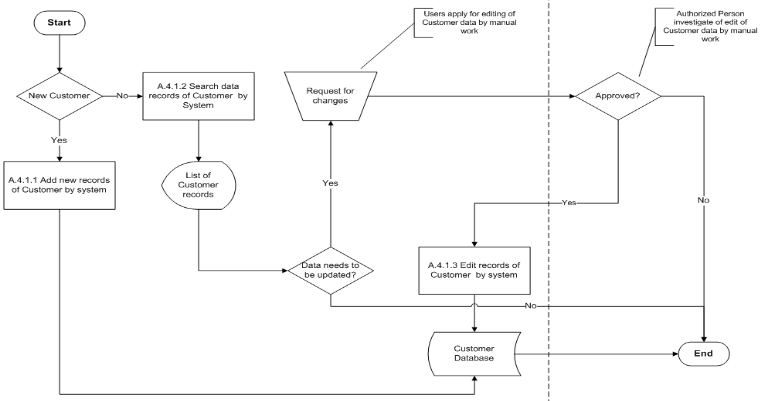 Start
Users apply for editing of
Customer data by manual
work
Authorized Person
investigate of edit of
Customer data by manual
work
New Customer
No
A.4.1.2 Search data
records of Customer by
System
Request for
changes
Approved?
Yes
A.4.1.1 Add new records
of Customer by system
List of
Customer
records
Yes
No
Yes
Data needs to
be updated?
A.4.1.3 Edit records of
Customer by system
No
Customer
Database
End